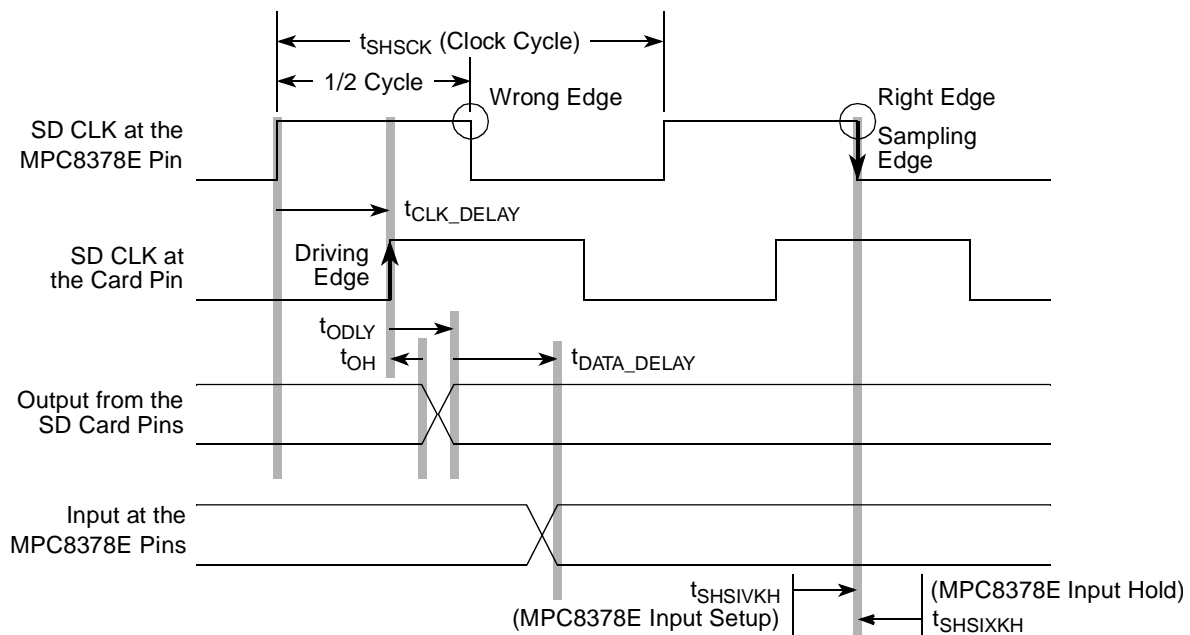 tSHSCK (Clock Cycle)
1/2 Cycle
Wrong Edge
Right Edge
SD CLK at the
MPC8378E Pin
Sampling
Edge
tCLK_DELAY
SD CLK at
the Card Pin
Driving
Edge
tODLY
tOH
tDATA_DELAY
Output from the
SD Card Pins
Input at the
MPC8378E Pins
tSHSIVKH
(MPC8378E Input Setup)
(MPC8378E Input Hold)
tSHSIXKH